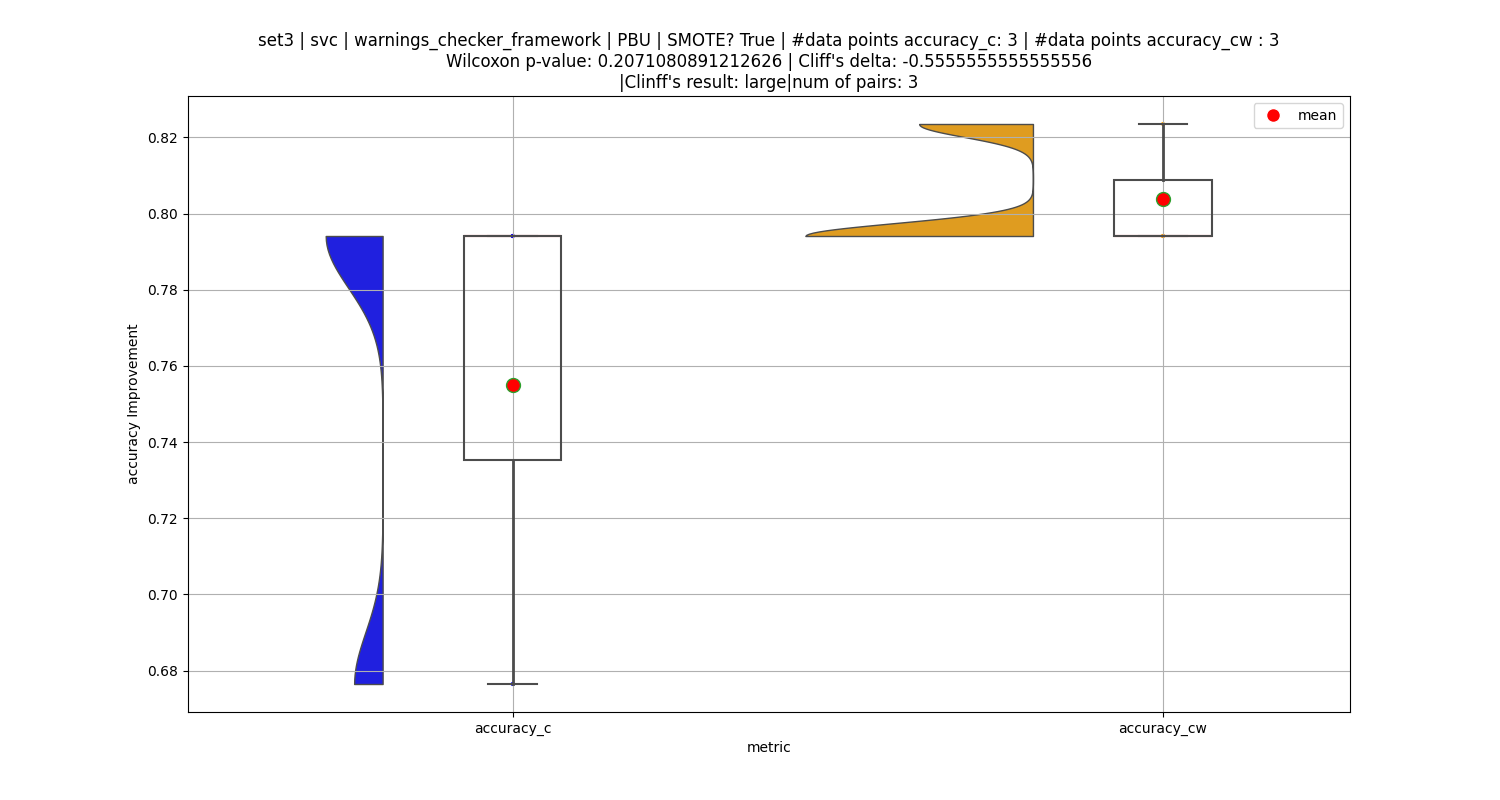 set3 | svc | warnings_checker_framework | PBU | SMOTE? True | #data points accuracy_c: 3 | #data points accuracy_cw : 3
Wilcoxon p-value: 0.2071080891212626 | Cliff's delta: -0.5555555555555556
|Clinff's result: large|num of pairs: 3
mean
0.82
0.80
0.78
0.76
0.74
0.72
0.70
0.68
accuracy Improvement
accuracy_c
accuracy_cw
metric